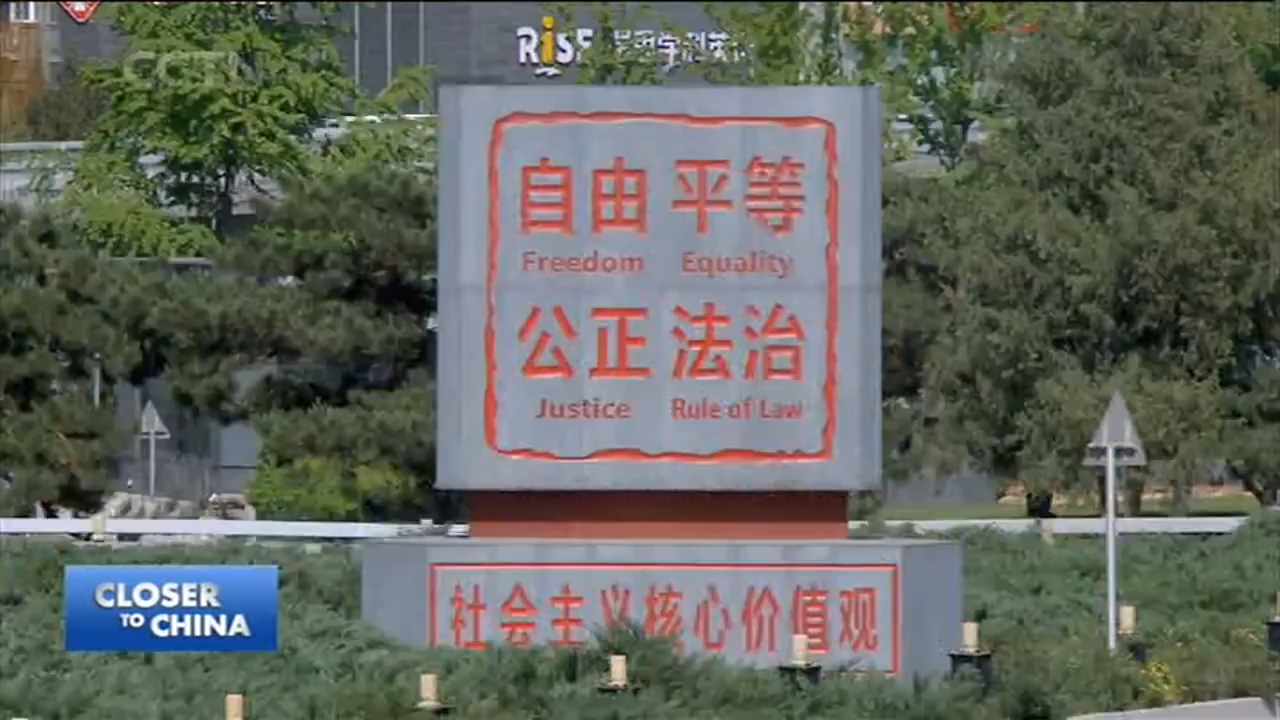 CCTV
RiSE
自由 平等
Freedom Equality
公正 法治
Justice Rule of Law
社会主义核心价值观
CLOSER
TO CHINA